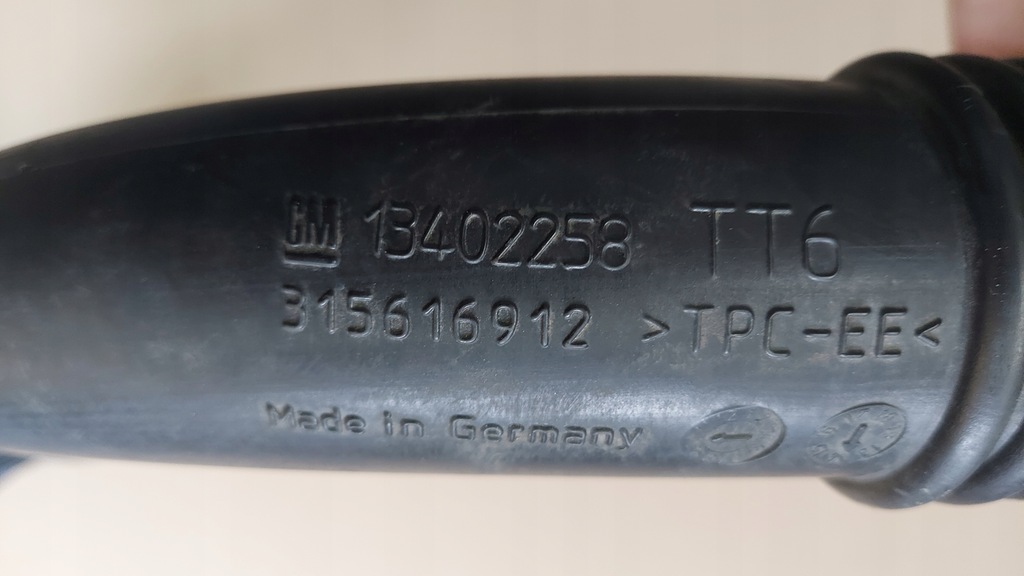 GM 13402258 TT6
315616912 >TPC-EE<
Made in Germany